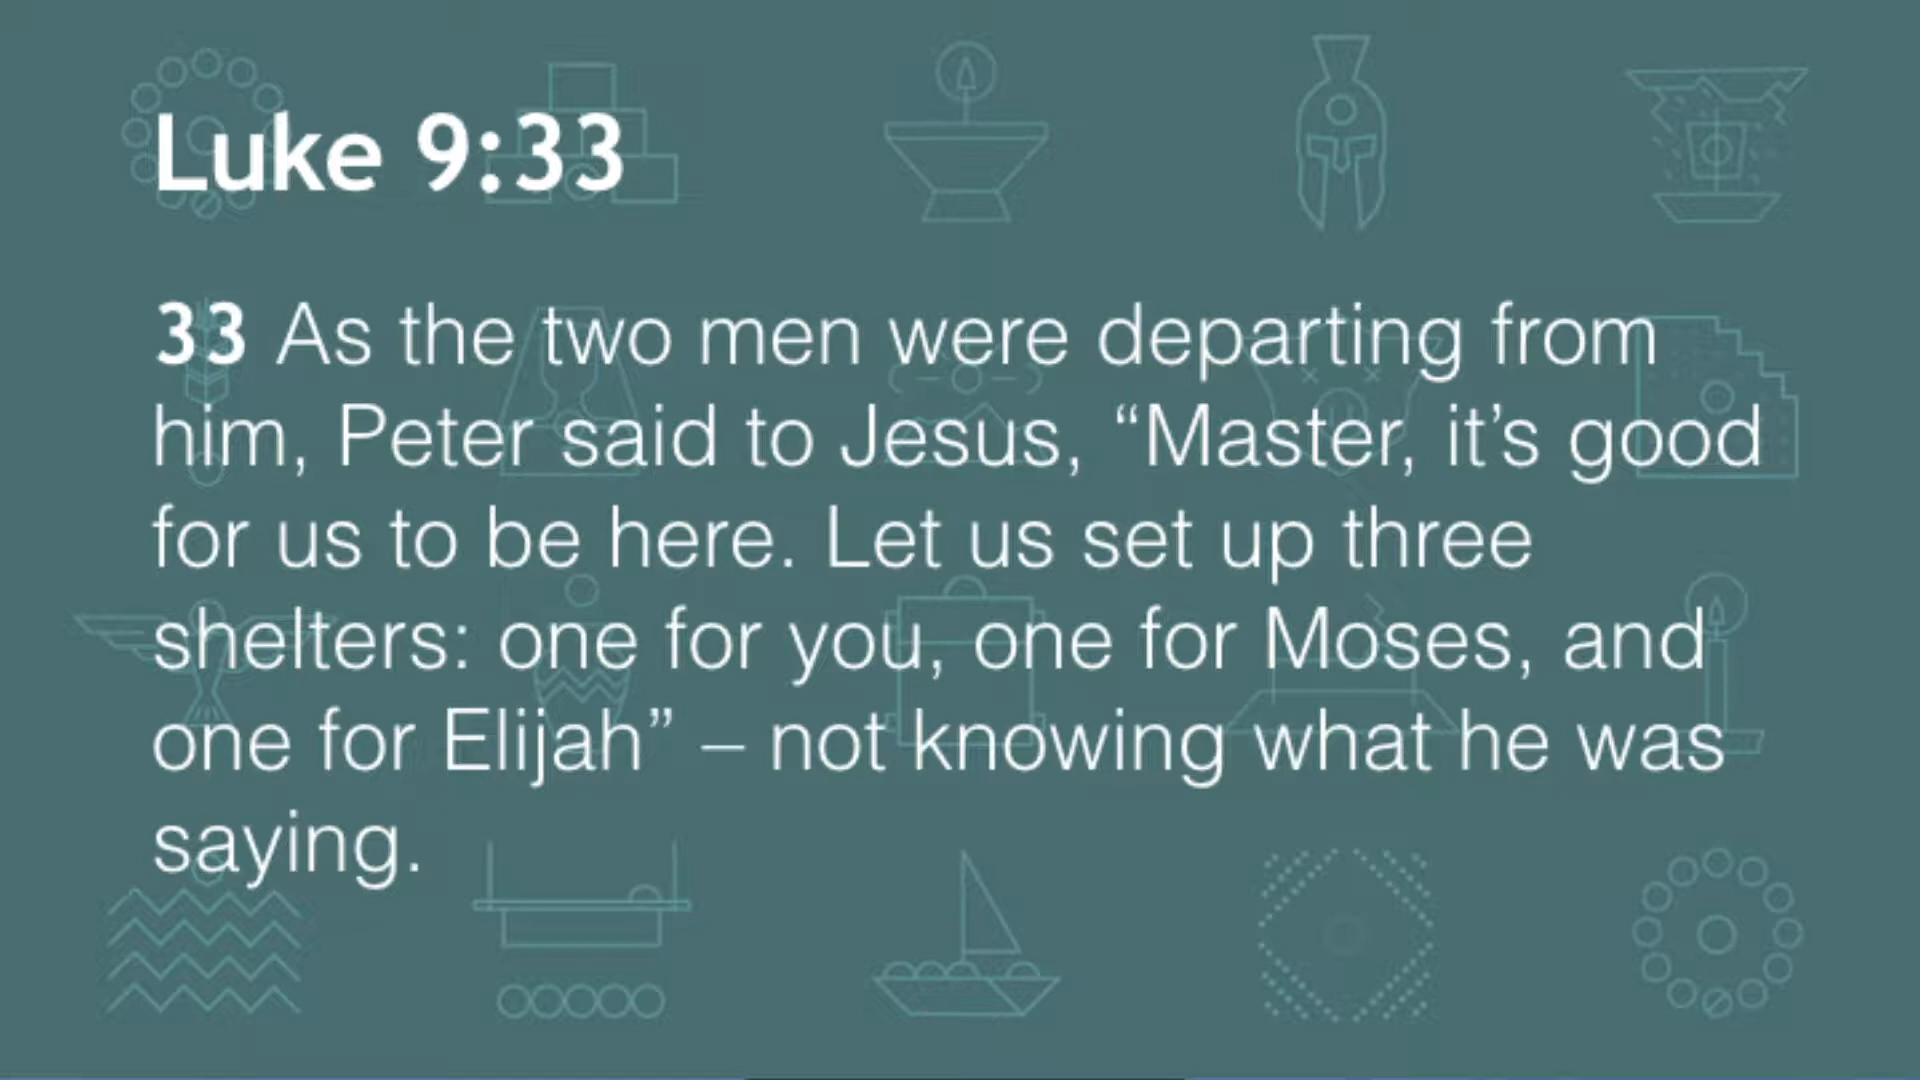 Luke 9:33
33 As the two men were departing from
him, Peter said to Jesus, “Master, it’s good
for us to be here. Let us set up three
shelters: one for you, one for Moses, and
one for Elijah” – not knowing what he was
saying.